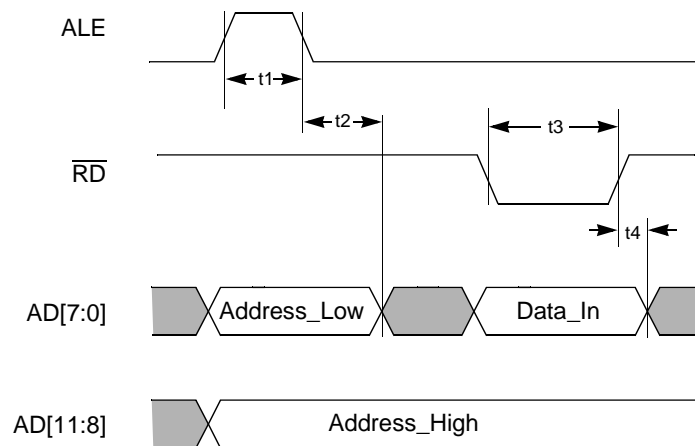 ALE
t1
t2
t3
RD
t4
AD[7:0]
Address_Low
Data_In
AD[11:8]
Address_High